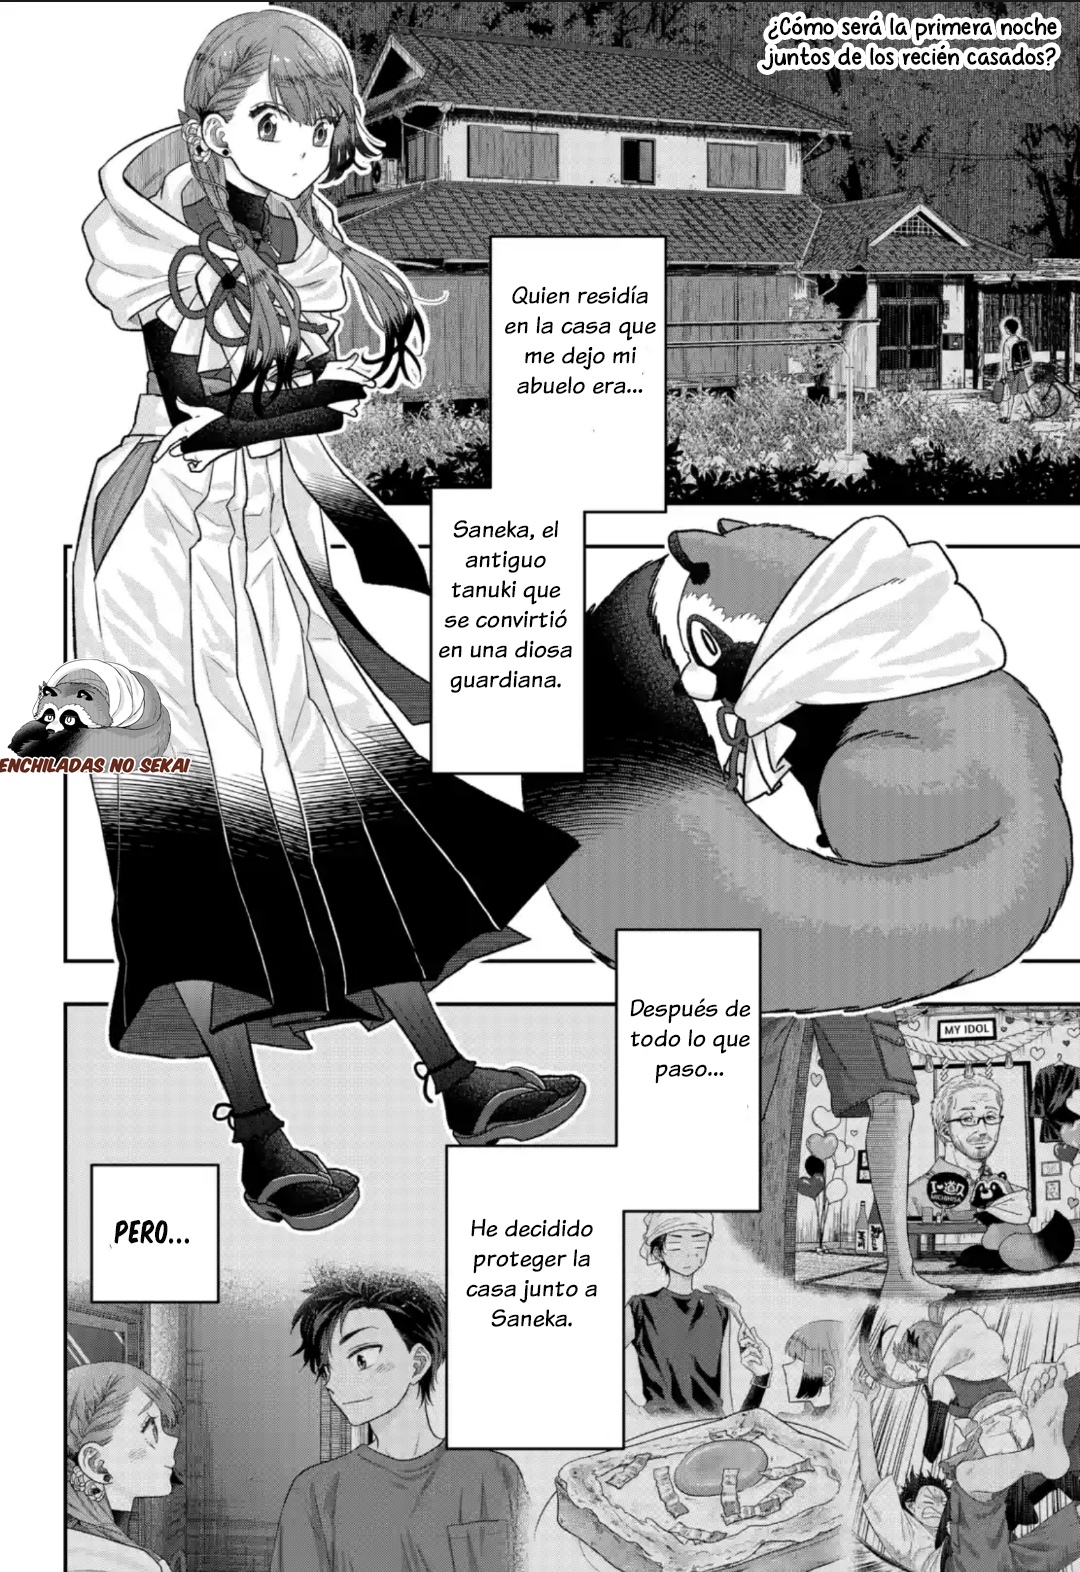 ¿Cómo será la primera noche
juntos de los recién casados?
Quien residía
en la casa que
me dejo mi
abuelo era...
Saneka, el
antiguo
tanuki que
se convirtió
en una diosa
guardiana.
ENCHILADAS NO SEKAI
Después de
todo lo que
paso...
MY IDOL
MICHIHISA
He decidido
proteger la
casa junto a
Saneka.
PERO...